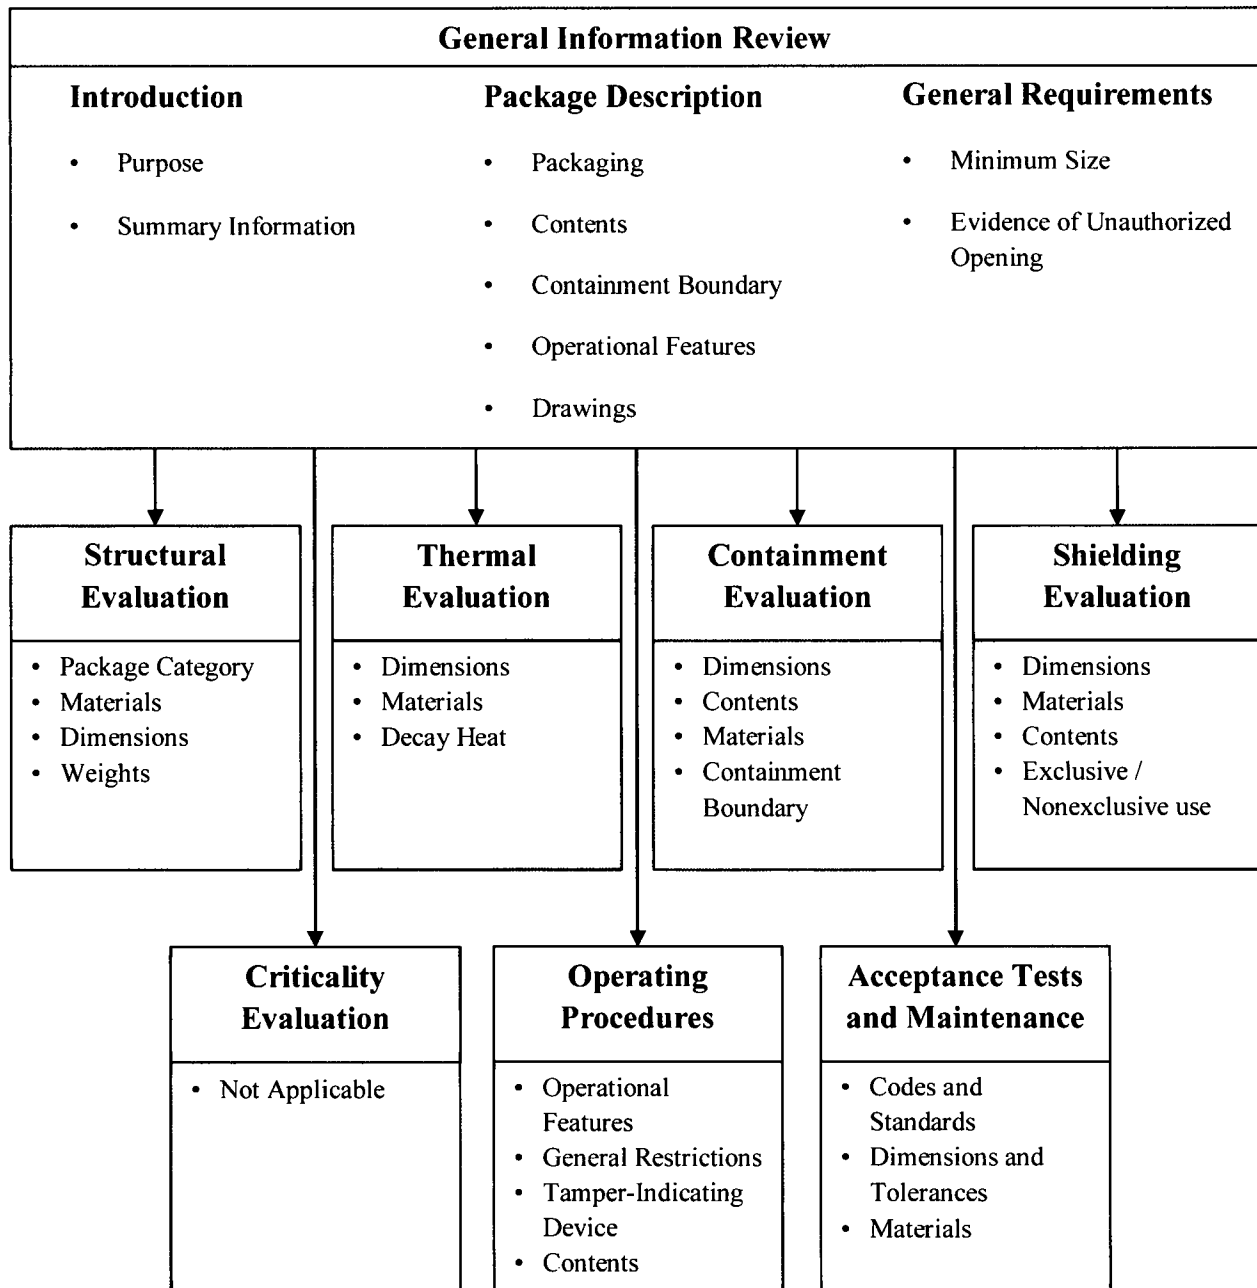 General Information Review
Introduction
• Purpose
• Summary Information
Package Description
• Packaging
• Contents
• Containment Boundary
• Operational Features
• Drawings
General Requirements
• Minimum Size
• Evidence of Unauthorized
Opening
Structural
Evaluation
• Package Category
• Materials
• Dimensions
• Weights
Thermal
Evaluation
• Dimensions
• Materials
• Decay Heat
Containment
Evaluation
• Dimensions
• Contents
• Materials
• Containment
Boundary
Shielding
Evaluation
• Dimensions
• Materials
• Contents
• Exclusive /
Nonexclusive use
Criticality
Evaluation
• Not Applicable
Operating
Procedures
• Operational
Features
• General Restrictions
• Tamper-Indicating
Device
• Contents
Acceptance Tests
and Maintenance
• Codes and
Standards
• Dimensions and
Tolerances
• Materials